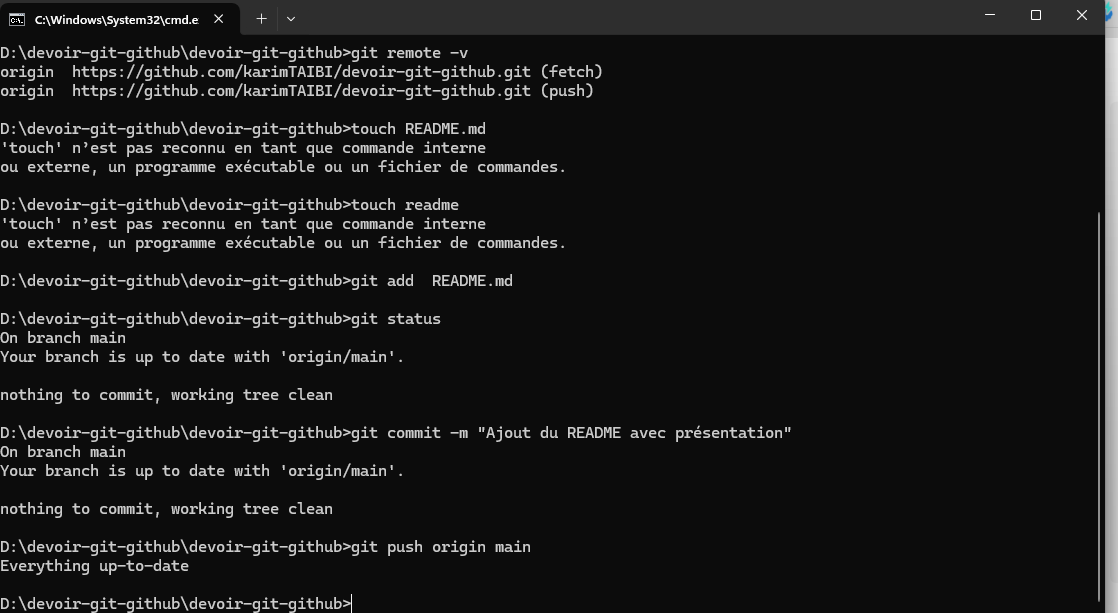 C:\Windows\System32\cmd.e
D:\devoir-git-github\devoir-git-github>git remote -v
origin  https://github.com/karimTAIBI/devoir-git-github.git (fetch)
origin  https://github.com/karimTAIBI/devoir-git-github.git (push)
D:\devoir-git-github\devoir-git-github>touch README.md
'touch' n’est pas reconnu en tant que commande interne
ou externe, un programme exécutable ou un fichier de commandes.
D:\devoir-git-github\devoir-git-github>touch readme
'touch' n’est pas reconnu en tant que commande interne
ou externe, un programme exécutable ou un fichier de commandes.
D:\devoir-git-github\devoir-git-github>git add  README.md
D:\devoir-git-github\devoir-git-github>git status
On branch main
Your branch is up to date with 'origin/main'.
nothing to commit, working tree clean
D:\devoir-git-github\devoir-git-github>git commit -m "Ajout du README avec présentation"
On branch main
Your branch is up to date with 'origin/main'.
nothing to commit, working tree clean
D:\devoir-git-github\devoir-git-github>git push origin main
Everything up-to-date
D:\devoir-git-github\devoir-git-github>